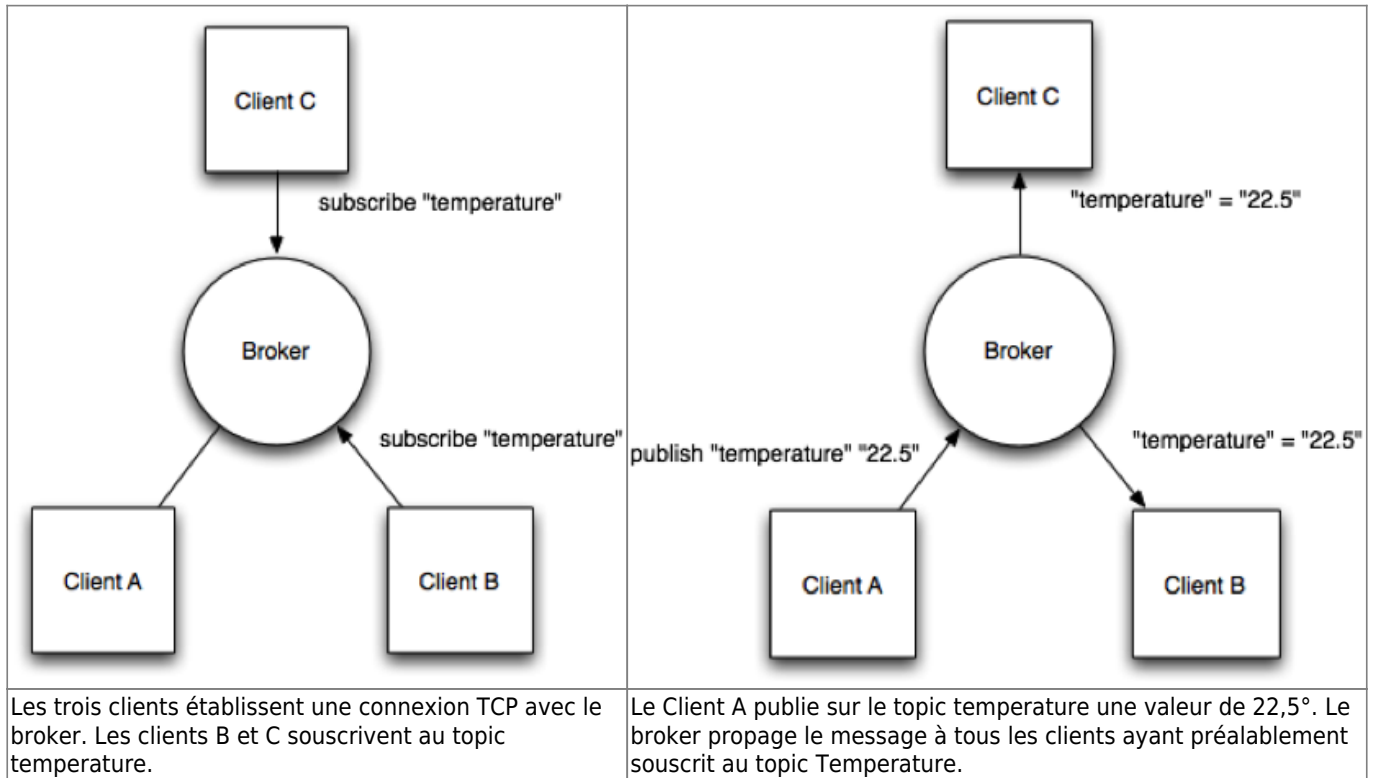 Client C
subscribe "temperature"
Broker
subscribe "temperature"
Client A
Client B
Les trois clients établissent une connexion TCP avec le
broker. Les clients B et C souscrivent au topic
temperature.
Client C
"temperature" = "22.5"
Broker
publish "temperature" "22.5"
"temperature" = "22.5"
Client A
Client B
Le Client A publie sur le topic temperature une valeur de 22,5°. Le
broker propage le message à tous les clients ayant préalablement
souscrit au topic Temperature.